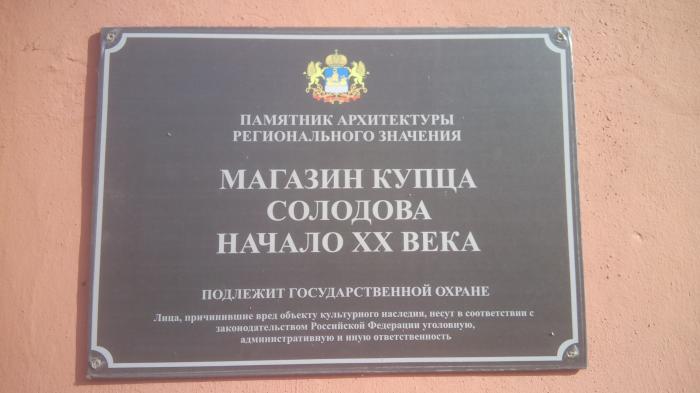 ПАМЯТНИК АРХИТЕКТУРЫ
РЕГИОНАЛЬНОГО ЗНАЧЕНИЯ
МАГАЗИН КУПЦА
СОЛОДОВА
НАЧАЛО XX ВЕКА
ПОДЛЕЖИТ ГОСУДАРСТВЕННОЙ ОХРАНЕ
Лица, причинившие вред объекту культурного наследия, несут в соответствии с
законодательством Российской Федерации уголовную,
административную и иную ответственность